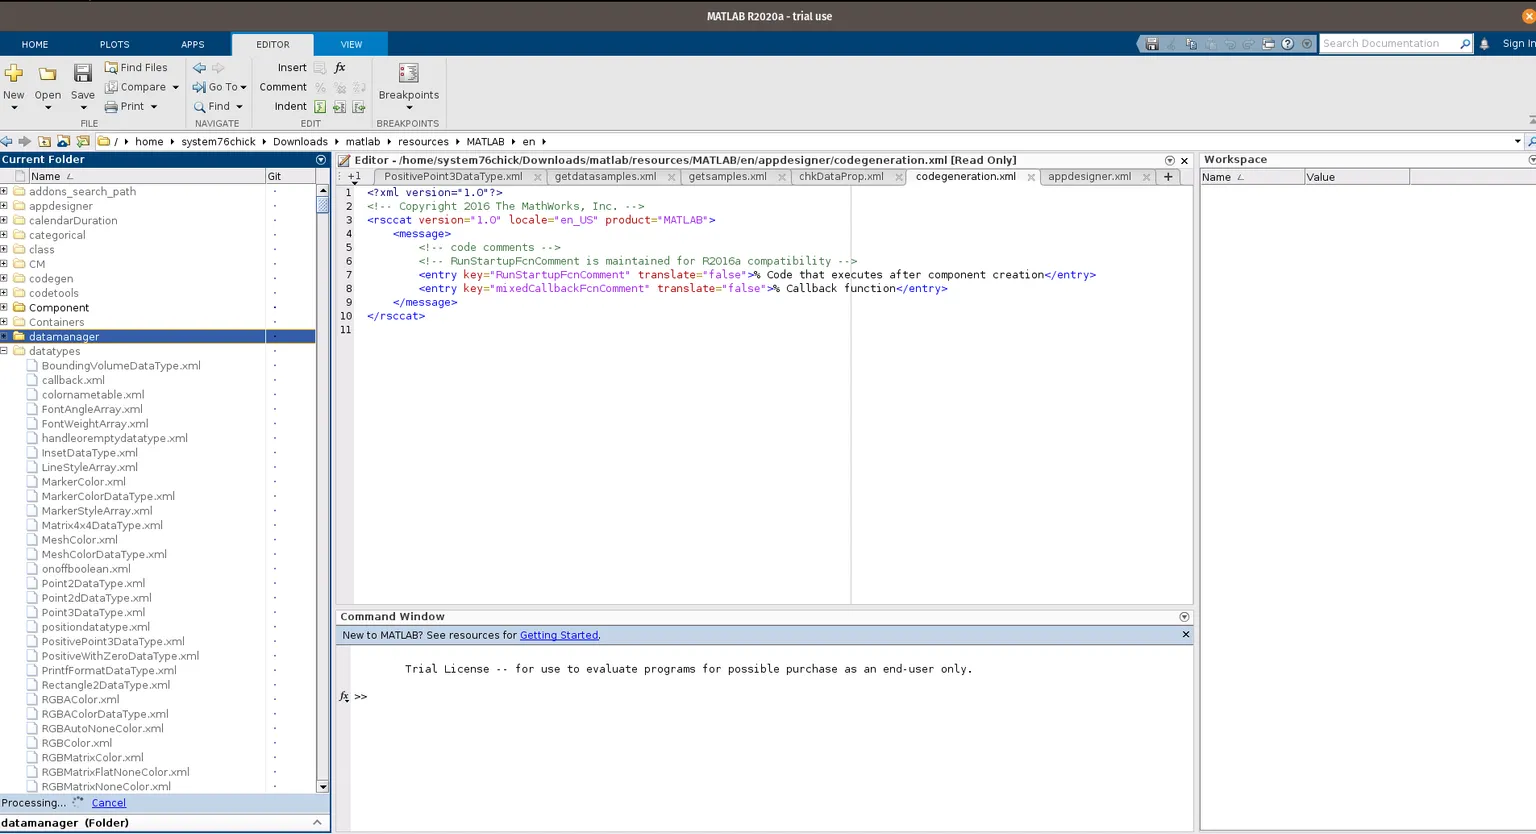 MATLAB R2020a - trial use
HOME PLOTS APPS EDITOR VIEW
Search Documentation
Sign In
New Open Save
Find Files
Compare
Print
FILE
Go To
Find
NAVIGATE
Insert fx
Comment
Indent
EDIT
Breakpoints
BREAKPOINTS
/ home system76chick Downloads matlab resources MATLAB en
Current Folder
Name Git
addons_search_path
appdesigner
calendarDuration
categorical
class
CM
codegen
codetools
Component
Containers
datamanager
datatypes
BoundingVolumeDataType.xml
callback.xml
colornametable.xml
FontAngleArray.xml
FontWeightArray.xml
handleoremptydatatype.xml
InsetDataType.xml
LineStyleArray.xml
MarkerColor.xml
MarkerColorDataType.xml
MarkerStyleArray.xml
Matrix4x4DataType.xml
MeshColor.xml
MeshColorDataType.xml
onoffboolean.xml
Point2DataType.xml
Point2dDataType.xml
Point3DataType.xml
positiondatatype.xml
PositivePoint3DataType.xml
PositiveWithZeroDataType.xml
PrintfFormatDataType.xml
Rectangle2DataType.xml
RGBAColor.xml
RGBAColorDataType.xml
RGBAutoNoneColor.xml
RGBColor.xml
RGBMatrixColor.xml
RGBMatrixFlatNoneColor.xml
RGBMatrixNoneColor.xml
Processing... Cancel
datamanager (Folder)
Editor - /home/system76chick/Downloads/matlab/resources/MATLAB/en/appdesigner/codegeneration.xml [Read Only]
+1 PositivePoint3DataType.xml getdatasamples.xml getsamples.xml chkDataProp.xml codegeneration.xml appdesigner.xml +
1 <?xml version="1.0"?>
2 <!-- Copyright 2016 The MathWorks, Inc. -->
3 <rsccat version="1.0" locale="en_US" product="MATLAB">
4 <message>
5 <!-- code comments -->
6 <!-- RunStartupFcnComment is maintained for R2016a compatibility -->
7 <entry key="RunStartupFcnComment" translate="false">% Code that executes after component creation</entry>
8 <entry key="mixedCallbackFcnComment" translate="false">% Callback function</entry>
9 </message>
10 </rsccat>
11
Command Window
New to MATLAB? See resources for Getting Started.
Trial License -- for use to evaluate programs for possible purchase as an end-user only.
fx >>
Workspace
Name Value